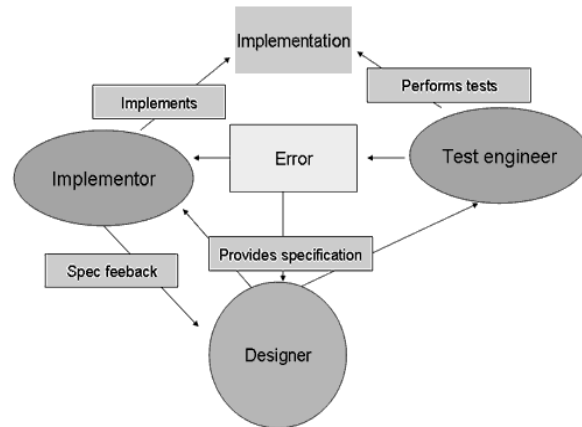 Implementation
Implements
Performs tests
Error
Test engineer
Implementor
Provides specification
Spec feeback
Designer